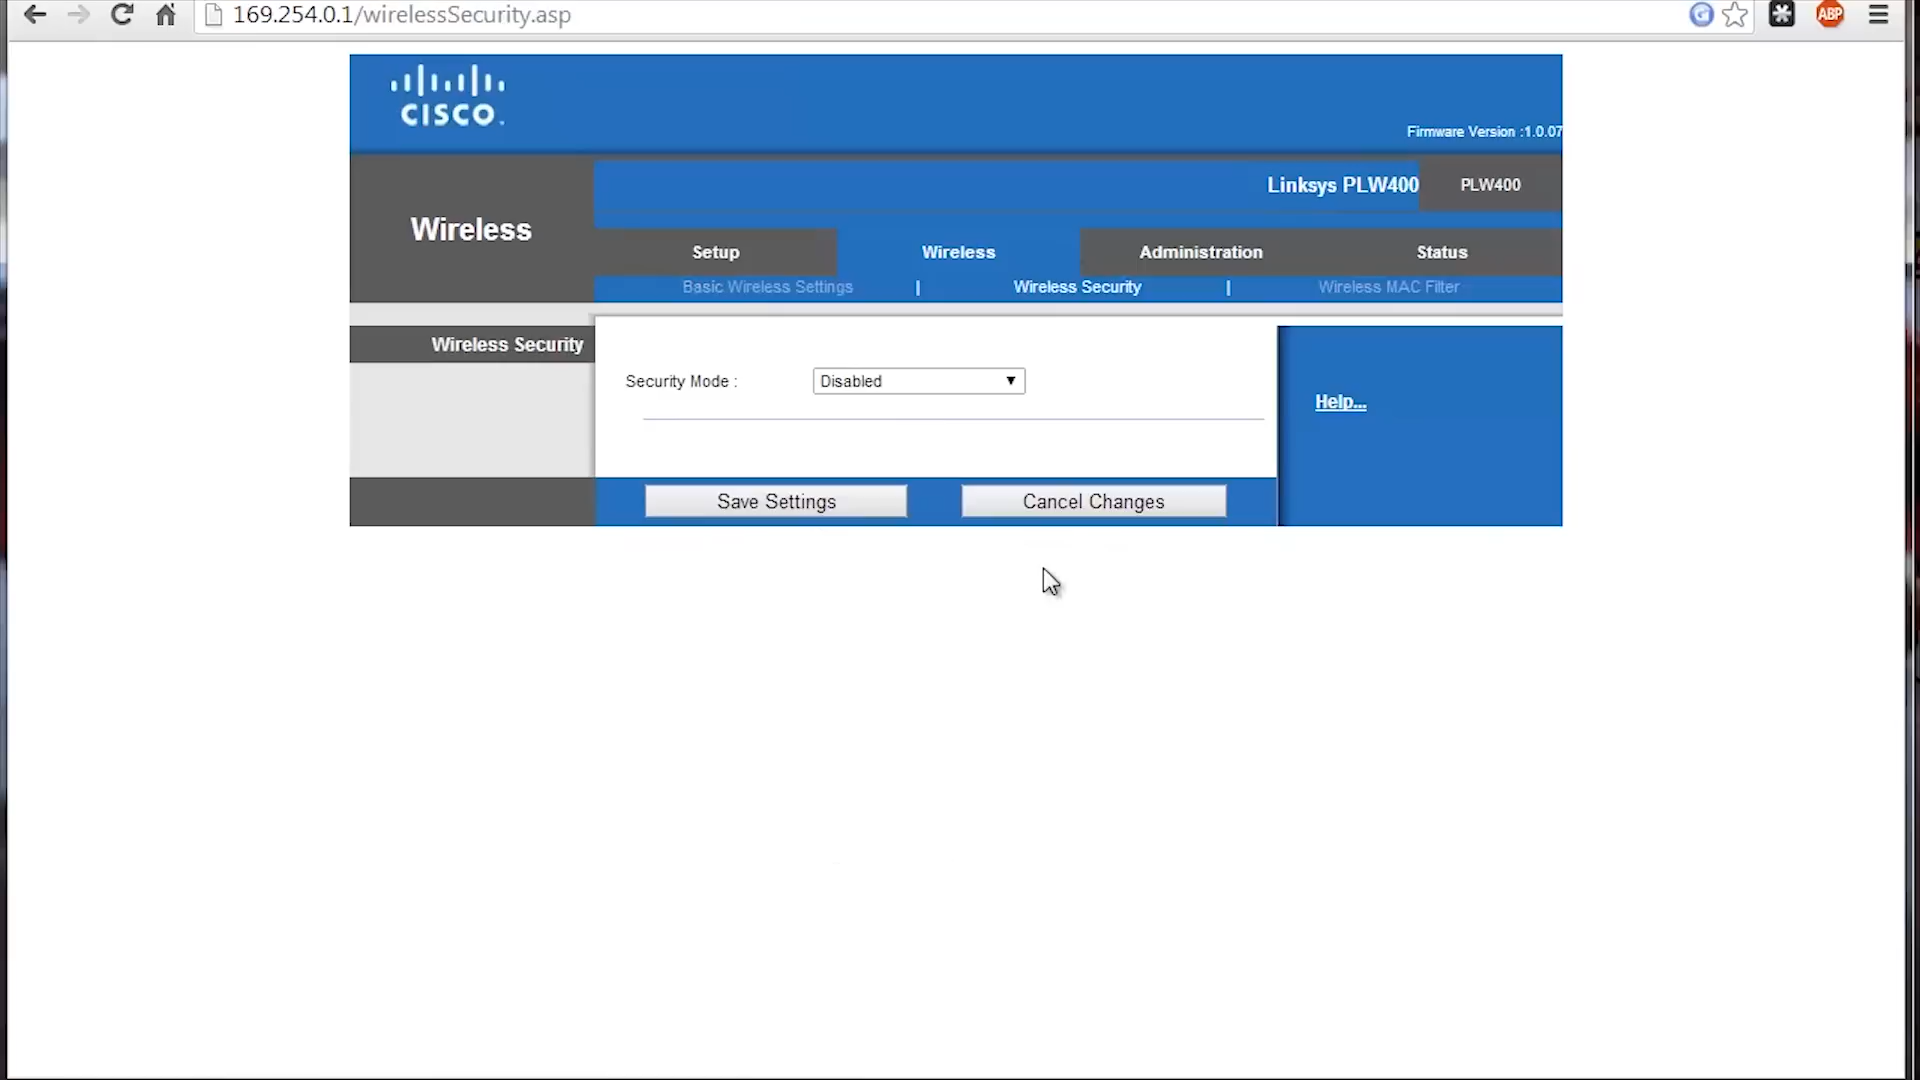 169.254.0.1/wirelessSecurity.asp
ABP
CISCO.
Firmware Version :1.0.07
Linksys PLW400
PLW400
Wireless
Setup
Wireless
Administration
Status
Basic Wireless Settings | Wireless Security | Wireless MAC Filter
Wireless Security
Security Mode :
Disabled
Help...
Save Settings
Cancel Changes